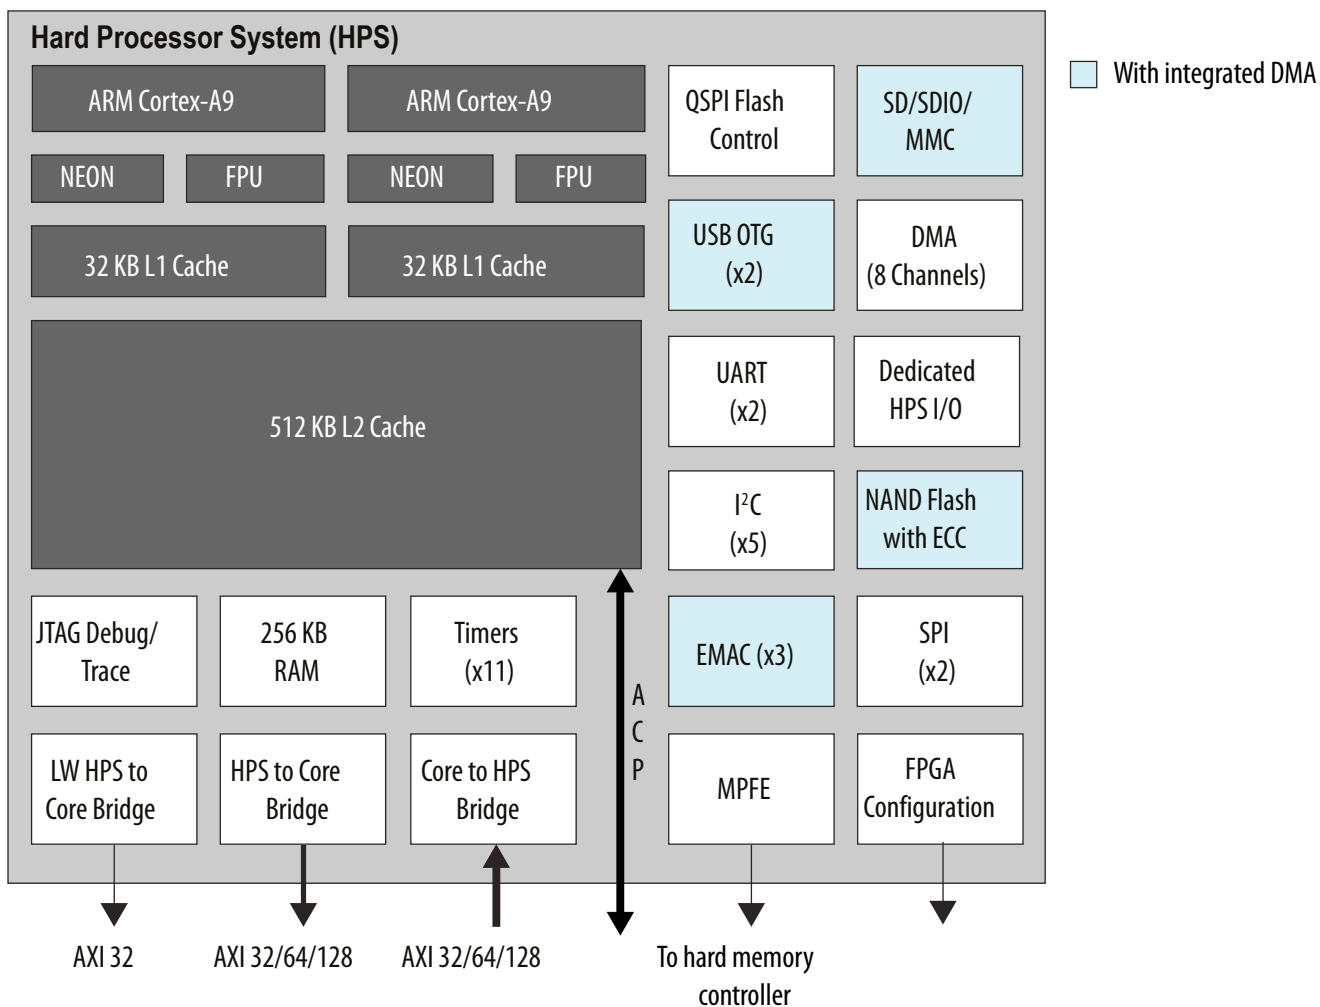 Hard Processor System (HPS)
With integrated DMA
ARM Cortex-A9
ARM Cortex-A9
QSPI Flash
Control
SD/SDIO/
MMC
NEON
FPU
NEON
FPU
USB OTG
(x2)
DMA
(8 Channels)
32 KB L1 Cache
32 KB L1 Cache
512 KB L2 Cache
UART
(x2)
Dedicated
HPS I/O
I²C
(x5)
NAND Flash
with ECC
JTAG Debug/
Trace
256 KB
RAM
Timers
(x11)
A
C
P
EMAC (x3)
SPI
(x2)
LW HPS to
Core Bridge
HPS to Core
Bridge
Core to HPS
Bridge
MPFE
FPGA
Configuration
AXI 32
AXI 32/64/128
AXI 32/64/128
To hard memory
controller